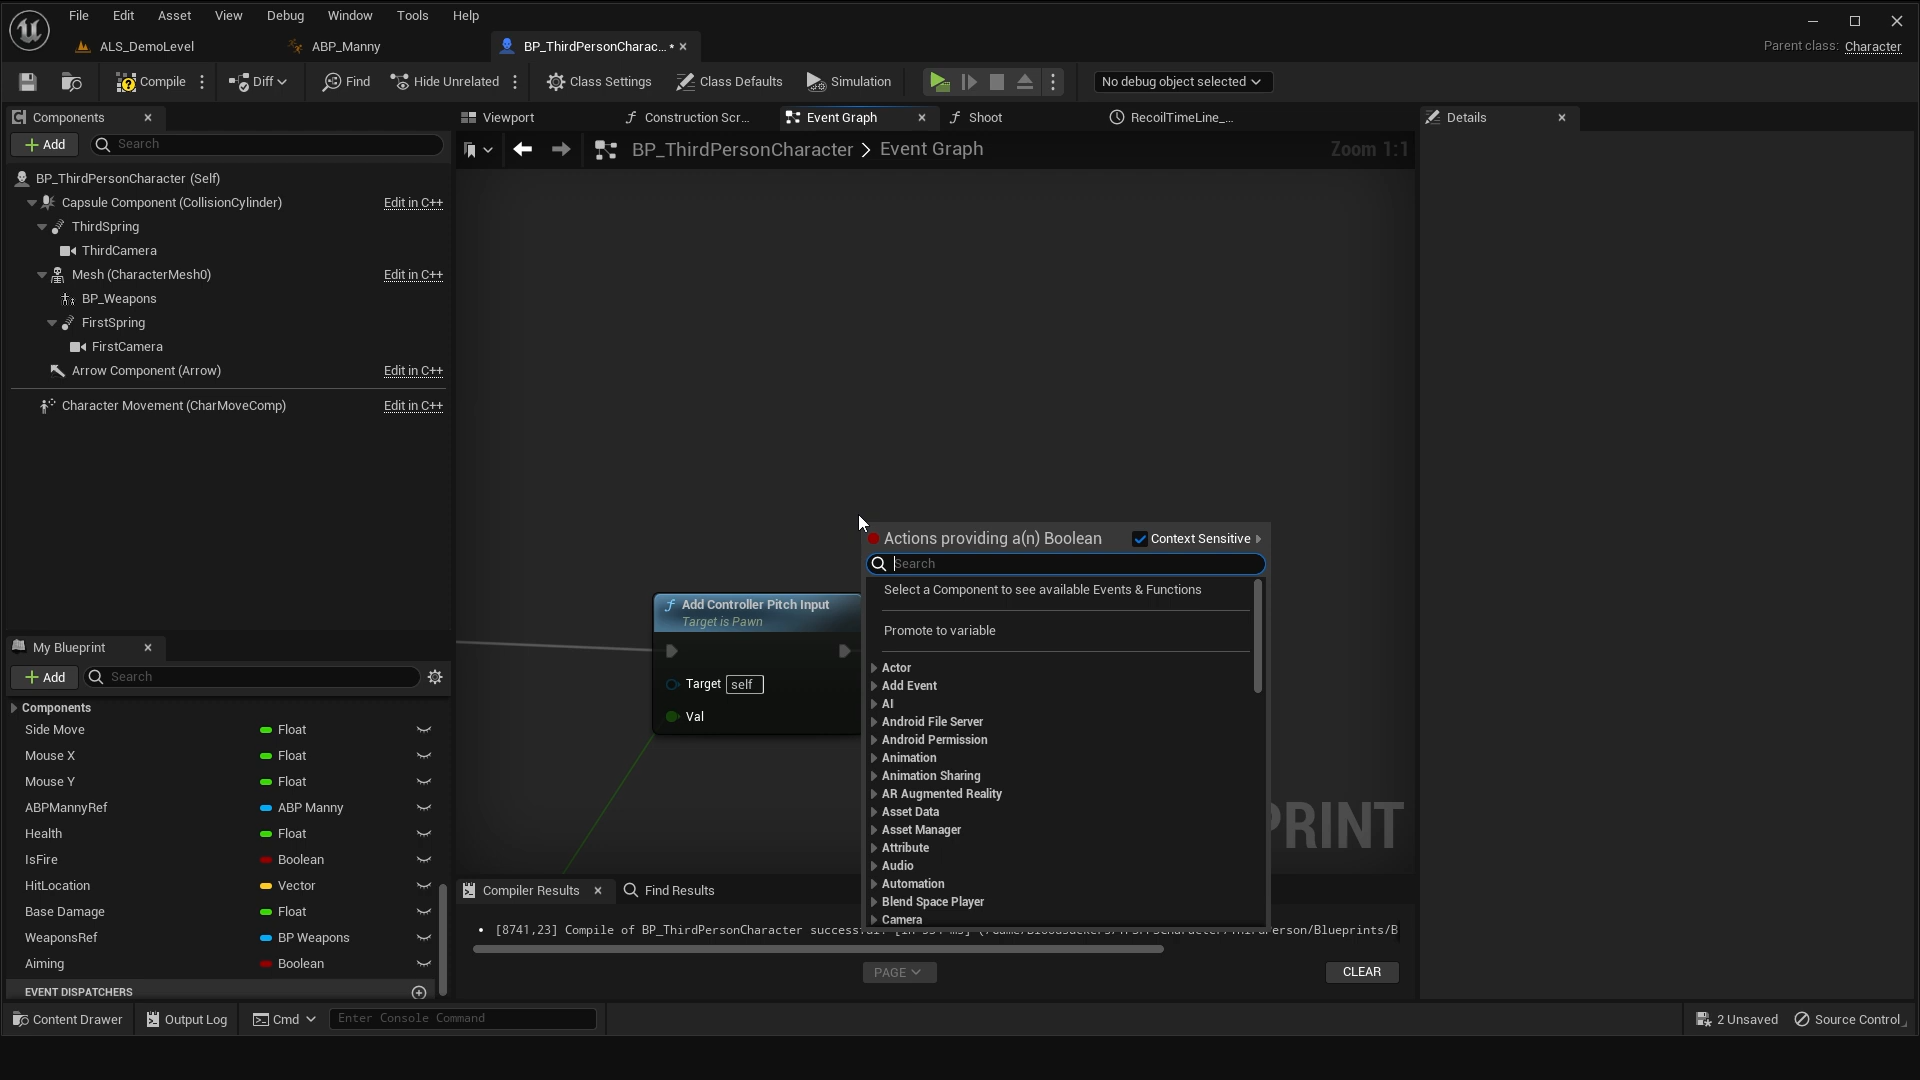 File Edit Asset View Debug Window Tools Help
ALS_DemoLevel ABP_Manny BP_ThirdPersonCharac...* Parent class: Character
Compile Diff Find Hide Unrelated Class Settings Class Defaults Simulation No debug object selected
Components Viewport Construction Scr... Event Graph Shoot RecoilTimeLine_... Details
+ Add Search
BP_ThirdPersonCharacter > Event Graph Zoom 1:1
BP_ThirdPersonCharacter (Self)
Capsule Component (CollisionCylinder) Edit in C++
ThirdSpring
ThirdCamera
Mesh (CharacterMesh0) Edit in C++
BP_Weapons
FirstSpring
FirstCamera
Arrow Component (Arrow) Edit in C++
Character Movement (CharMoveComp) Edit in C++
Actions providing a(n) Boolean Context Sensitive
Search
Select a Component to see available Events & Functions
Promote to variable
Actor
Add Event
AI
Android File Server
Android Permission
Animation
Animation Sharing
AR Augmented Reality
Asset Data
Asset Manager
Attribute
Audio
Automation
Blend Space Player
Camera
Add Controller Pitch Input
Target is Pawn
Target self
Val
PRINT
My Blueprint
+ Add Search
Components
Side Move Float
Mouse X Float
Mouse Y Float
ABPMannyRef ABP Manny
Health Float
IsFire Boolean
HitLocation Vector
Base Damage Float
WeaponsRef BP Weapons
Aiming Boolean
EVENT DISPATCHERS
Compiler Results Find Results
[8741,23] Compile of BP_ThirdPersonCharacter
PAGE CLEAR
Content Drawer Output Log Cmd Enter Console Command 2 Unsaved Source Control